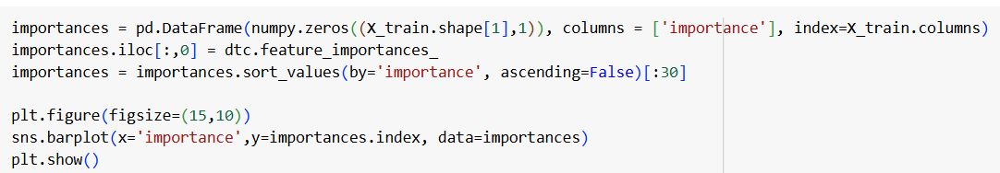 importances = pd.DataFrame(numpy.zeros((X_train.shape[1],1)), columns = ['importance'], index=X_train.columns)
importances.iloc[:,0] = dtc.feature_importances_
importances = importances.sort_values(by='importance', ascending=False)[:30]
plt.figure(figsize=(15,10))
sns.barplot(x='importance',y=importances.index, data=importances)
plt.show()